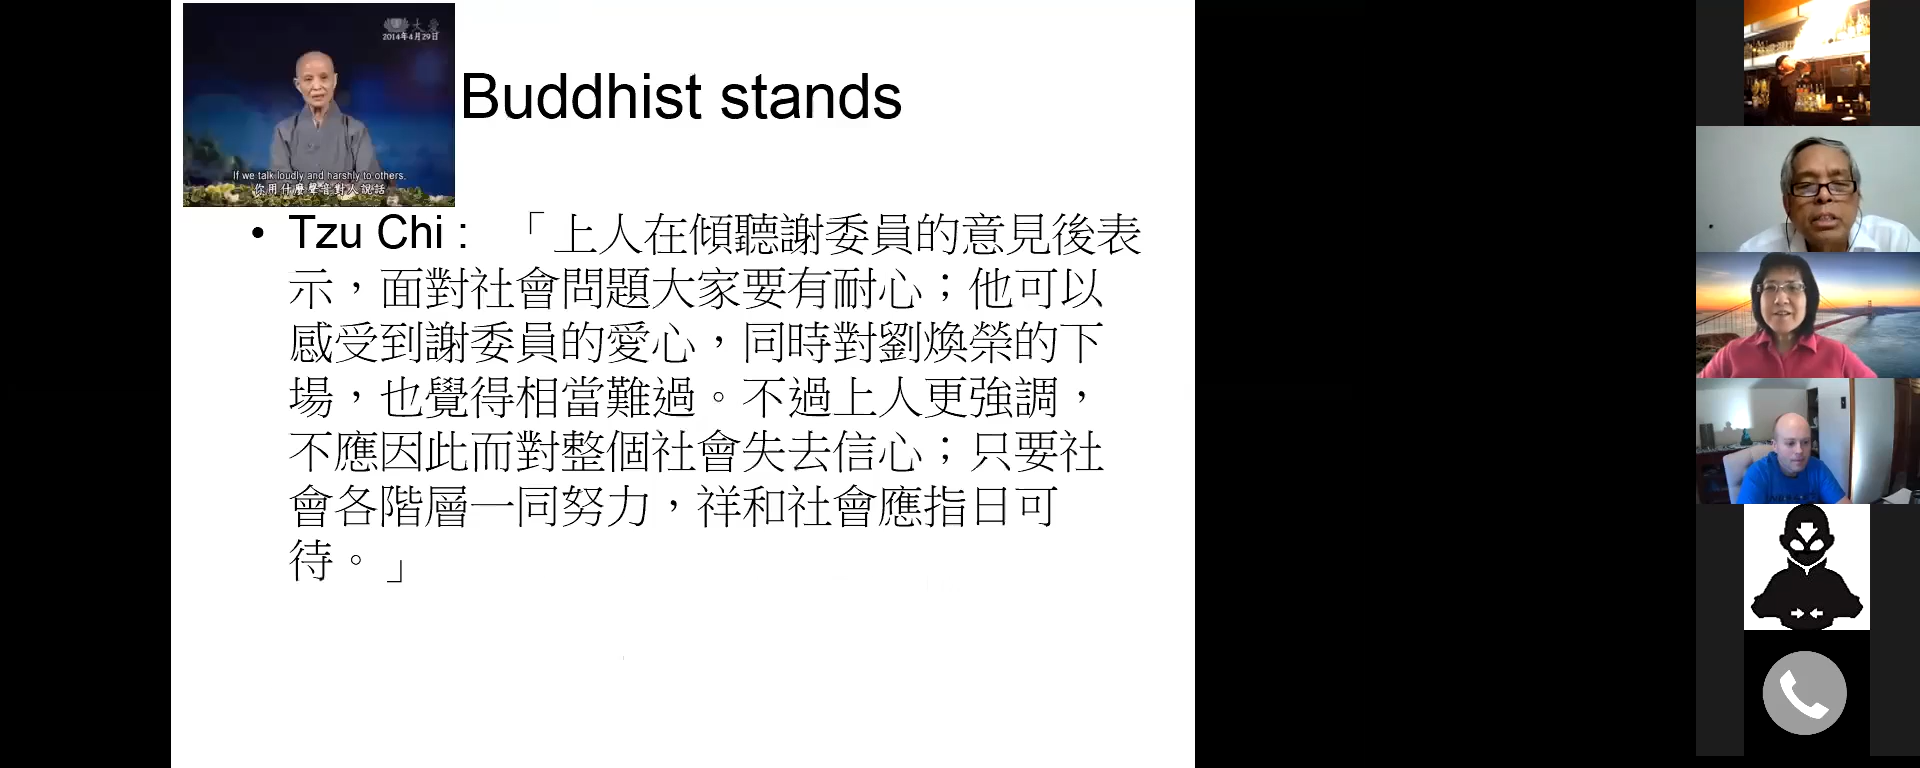 大愛
2014年4月29日
If we talk loudly and harshly to others,
你用什麼聲音對人說話
Buddhist stands
• Tzu Chi : 「上人在傾聽謝委員的意見後表
示，面對社會問題大家要有耐心；他可以
感受到謝委員的愛心，同時對劉煥榮的下
場，也覺得相當難過。不過上人更強調，
不應因此而對整個社會失去信心；只要社
會各階層一同努力，祥和社會應指日可
待。」